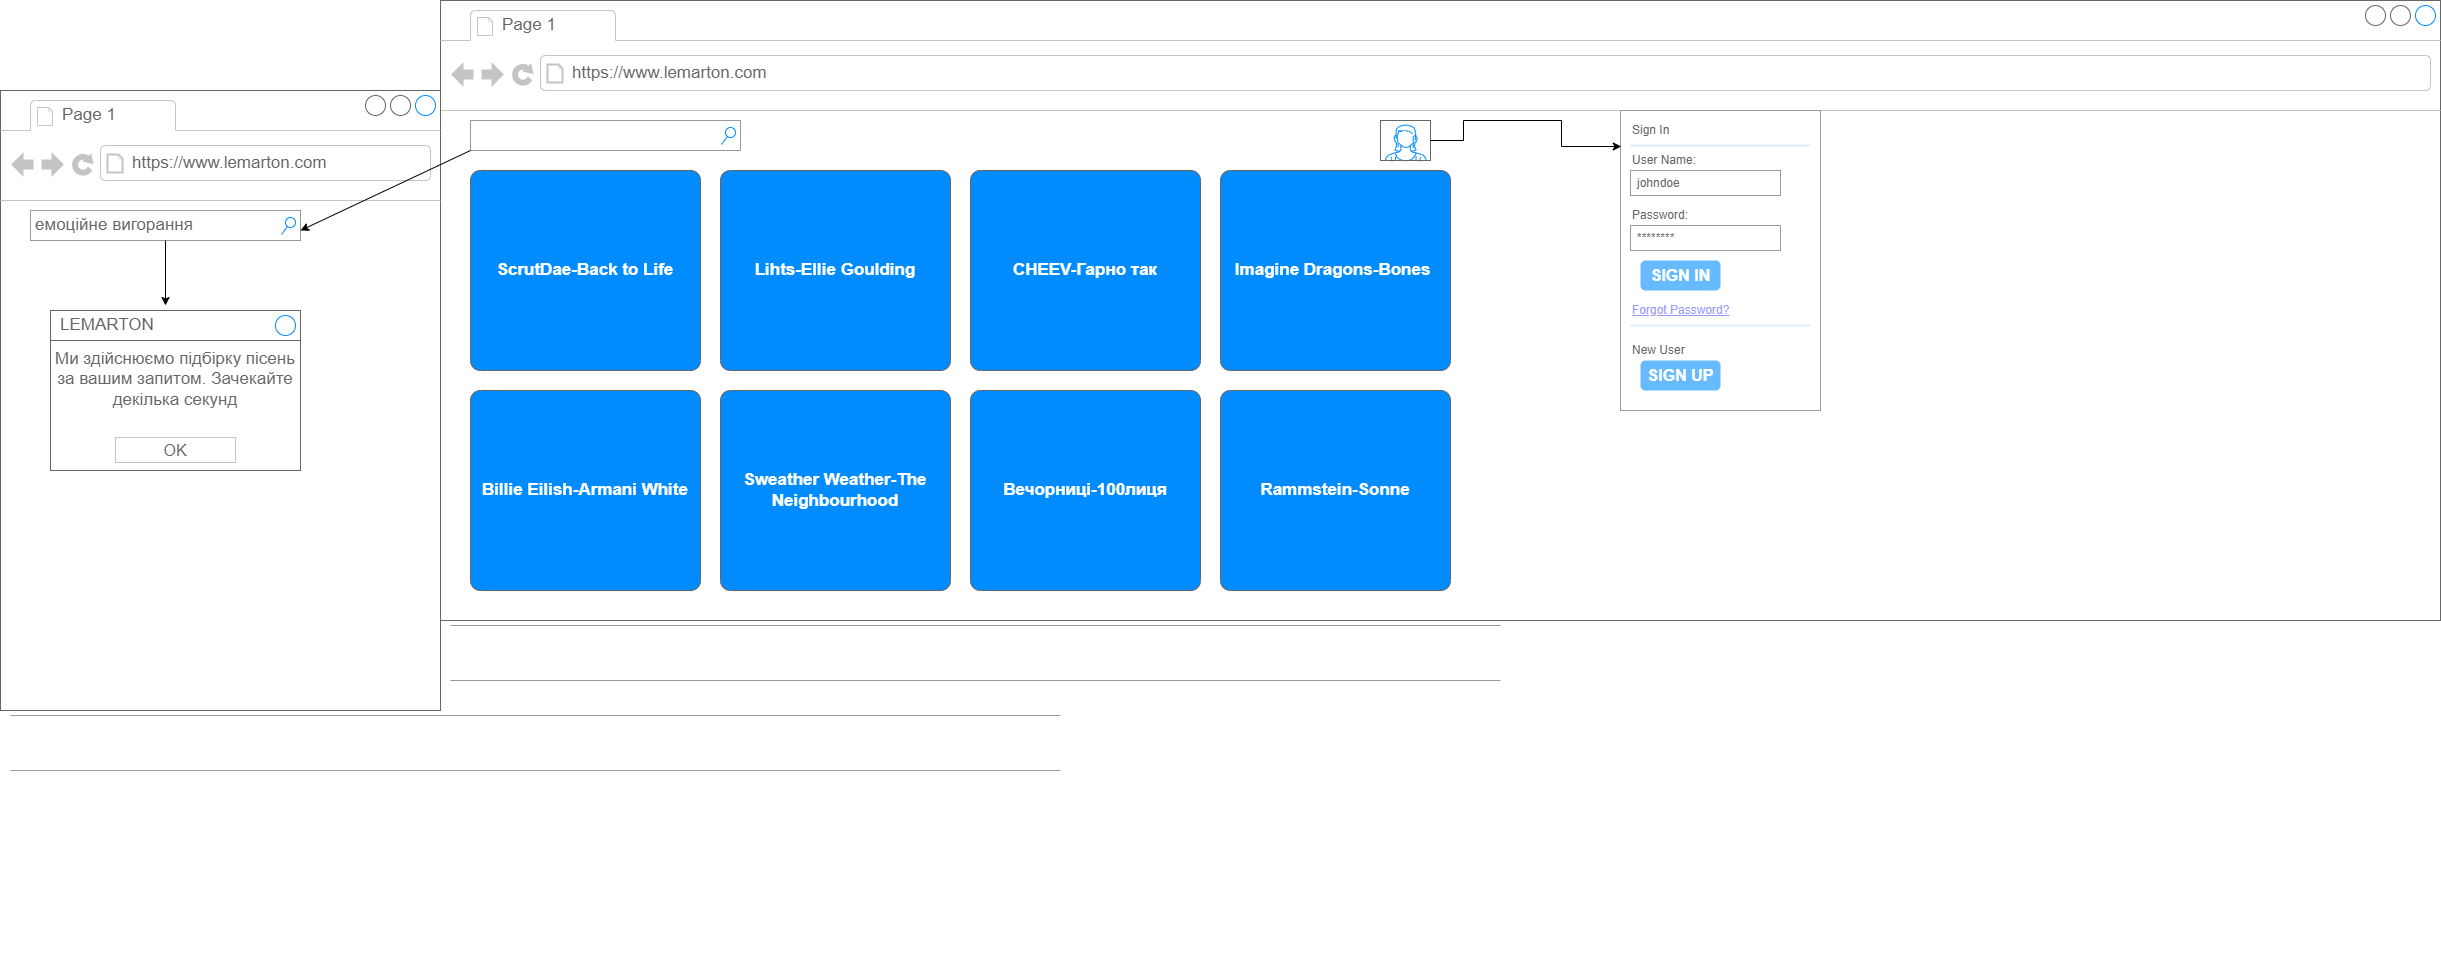 Page 1
https://www.lemarton.com
Page 1
https://www.lemarton.com
емоційне вигорання
LEMARTON
Ми здійснюємо підбірку пісень
за вашим запитом. Зачекайте
декілька секунд
OK
ScrutDae-Back to Life
Lihts-Ellie Goulding
CHEEV-Гарно так
Imagine Dragons-Bones
Billie Eilish-Armani White
Sweather Weather-The
Neighbourhood
Вечорниці-100лиця
Rammstein-Sonne
Sign In
User Name:
johndoe
Password:
********
SIGN IN
Forgot Password?
New User
SIGN UP